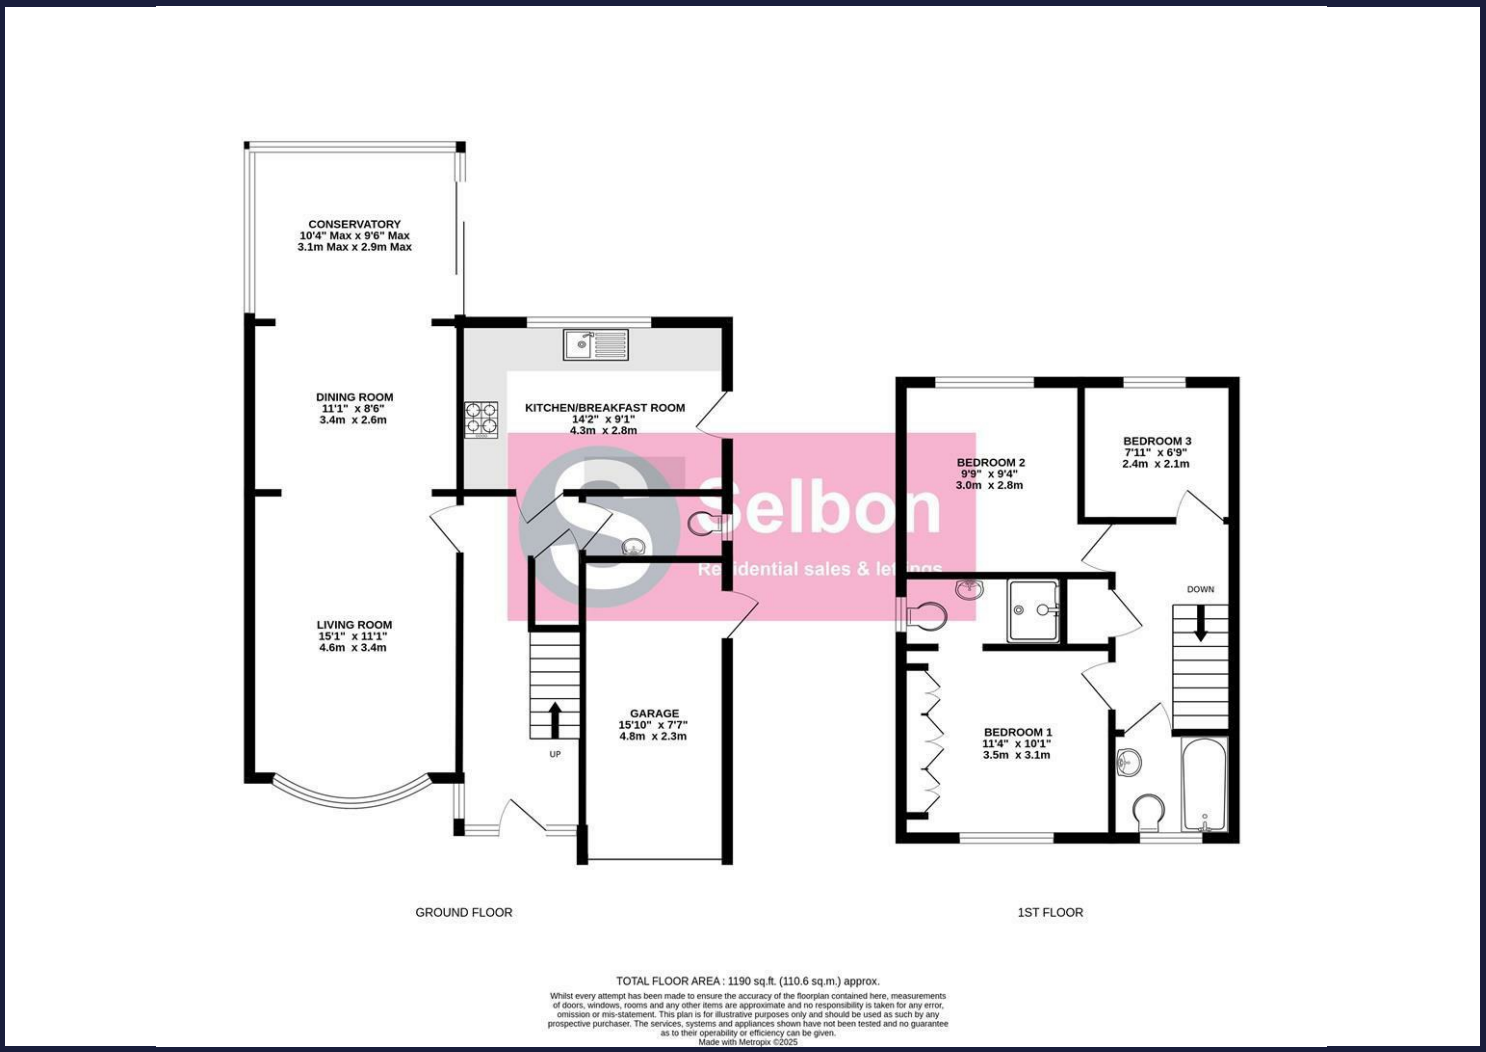 CONSERVATORY
10'4" Max x 9'6" Max
3.1m Max x 2.9m Max
DINING ROOM
11'1" x 8'6"
3.4m x 2.6m
KITCHEN/BREAKFAST ROOM
14'2" x 9'1"
4.3m x 2.8m
BEDROOM 2
9'9" x 9'4"
3.0m x 2.8m
BEDROOM 3
7'11" x 6'9"
2.4m x 2.1m
S Selbon
Residential sales & lettings
DOWN
LIVING ROOM
15'1" x 11'1"
4.6m x 3.4m
GARAGE
15'10" x 7'7"
4.8m x 2.3m
UP
BEDROOM 1
11'4" x 10'1"
3.5m x 3.1m
GROUND FLOOR
1ST FLOOR
TOTAL FLOOR AREA : 1190 sq.ft. (110.6 sq.m.) approx.
Whilst every attempt has been made to ensure the accuracy of the floorplan contained here, measurements
of doors, windows, rooms and any other items are approximate and no responsibility is taken for any error,
omission or mis-statement. This plan is for illustrative purposes only and should be used as such by any
prospective purchaser. The services, systems and appliances shown have not been tested and no guarantee
as to their operability or efficiency can be given.
Made with Metropix ©2025